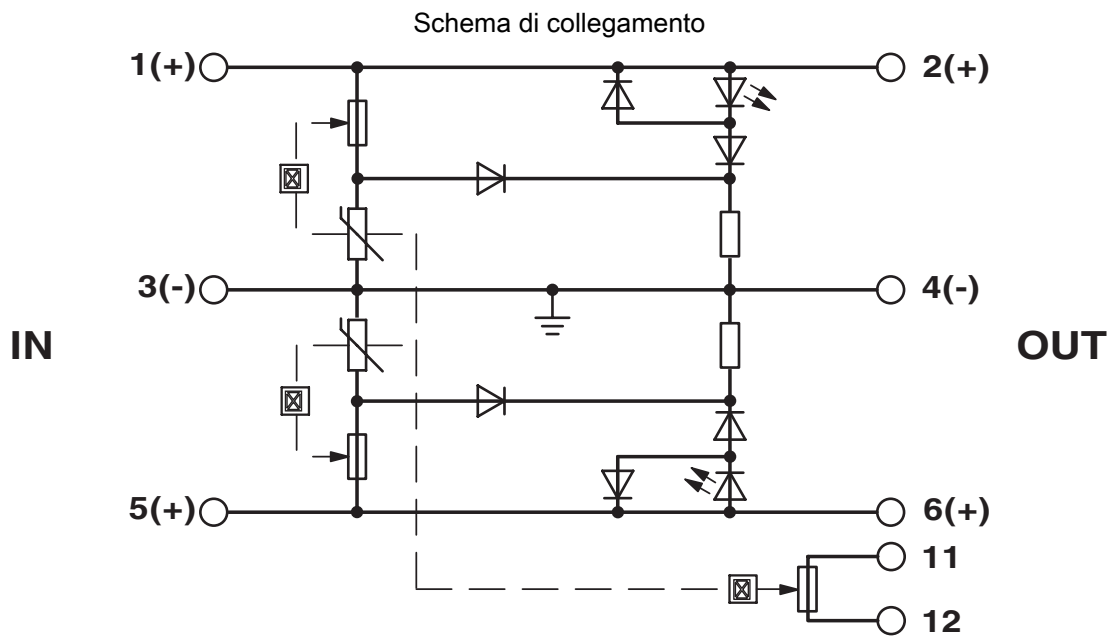 Schema di collegamento
1(+)
2(+)
3(-)
4(-)
IN
OUT
5(+)
6(+)
11
12